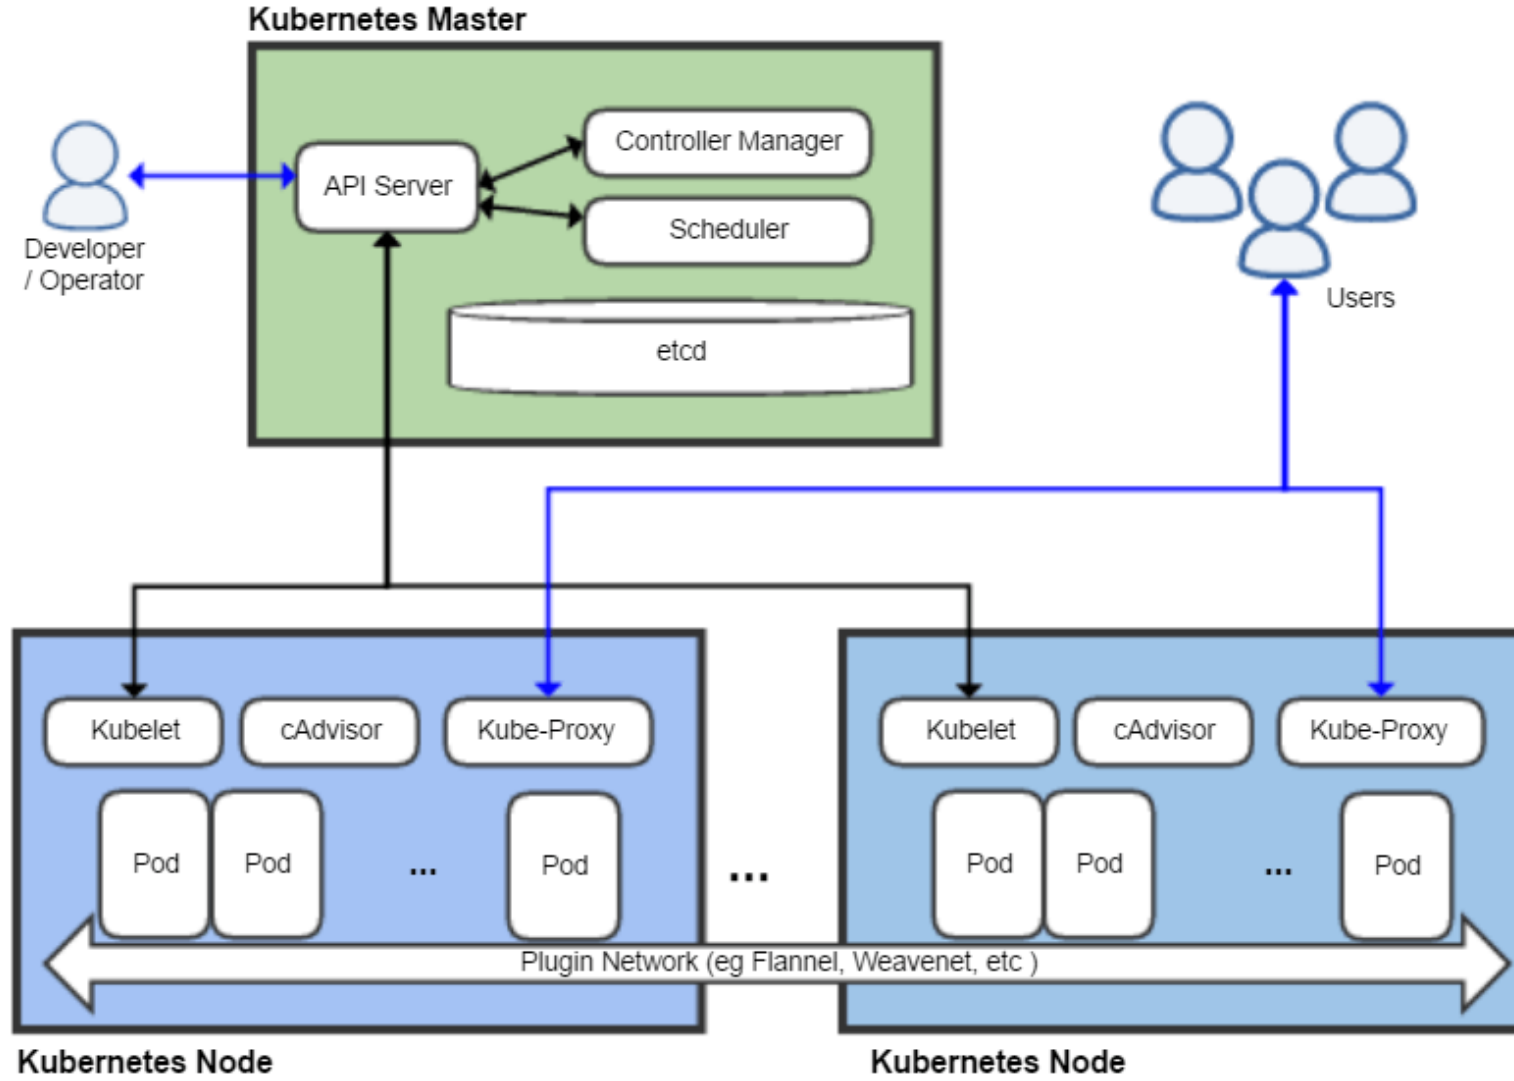 Kubernetes Master
Controller Manager
API Server
Scheduler
Developer
/ Operator
Users
etcd
Kubelet
cAdvisor
Kube-Proxy
Kubelet
cAdvisor
Kube-Proxy
Pod
Pod
...
Pod
...
Pod
Pod
...
Pod
Plugin Network (eg Flannel, Weavenet, etc )
Kubernetes Node
Kubernetes Node